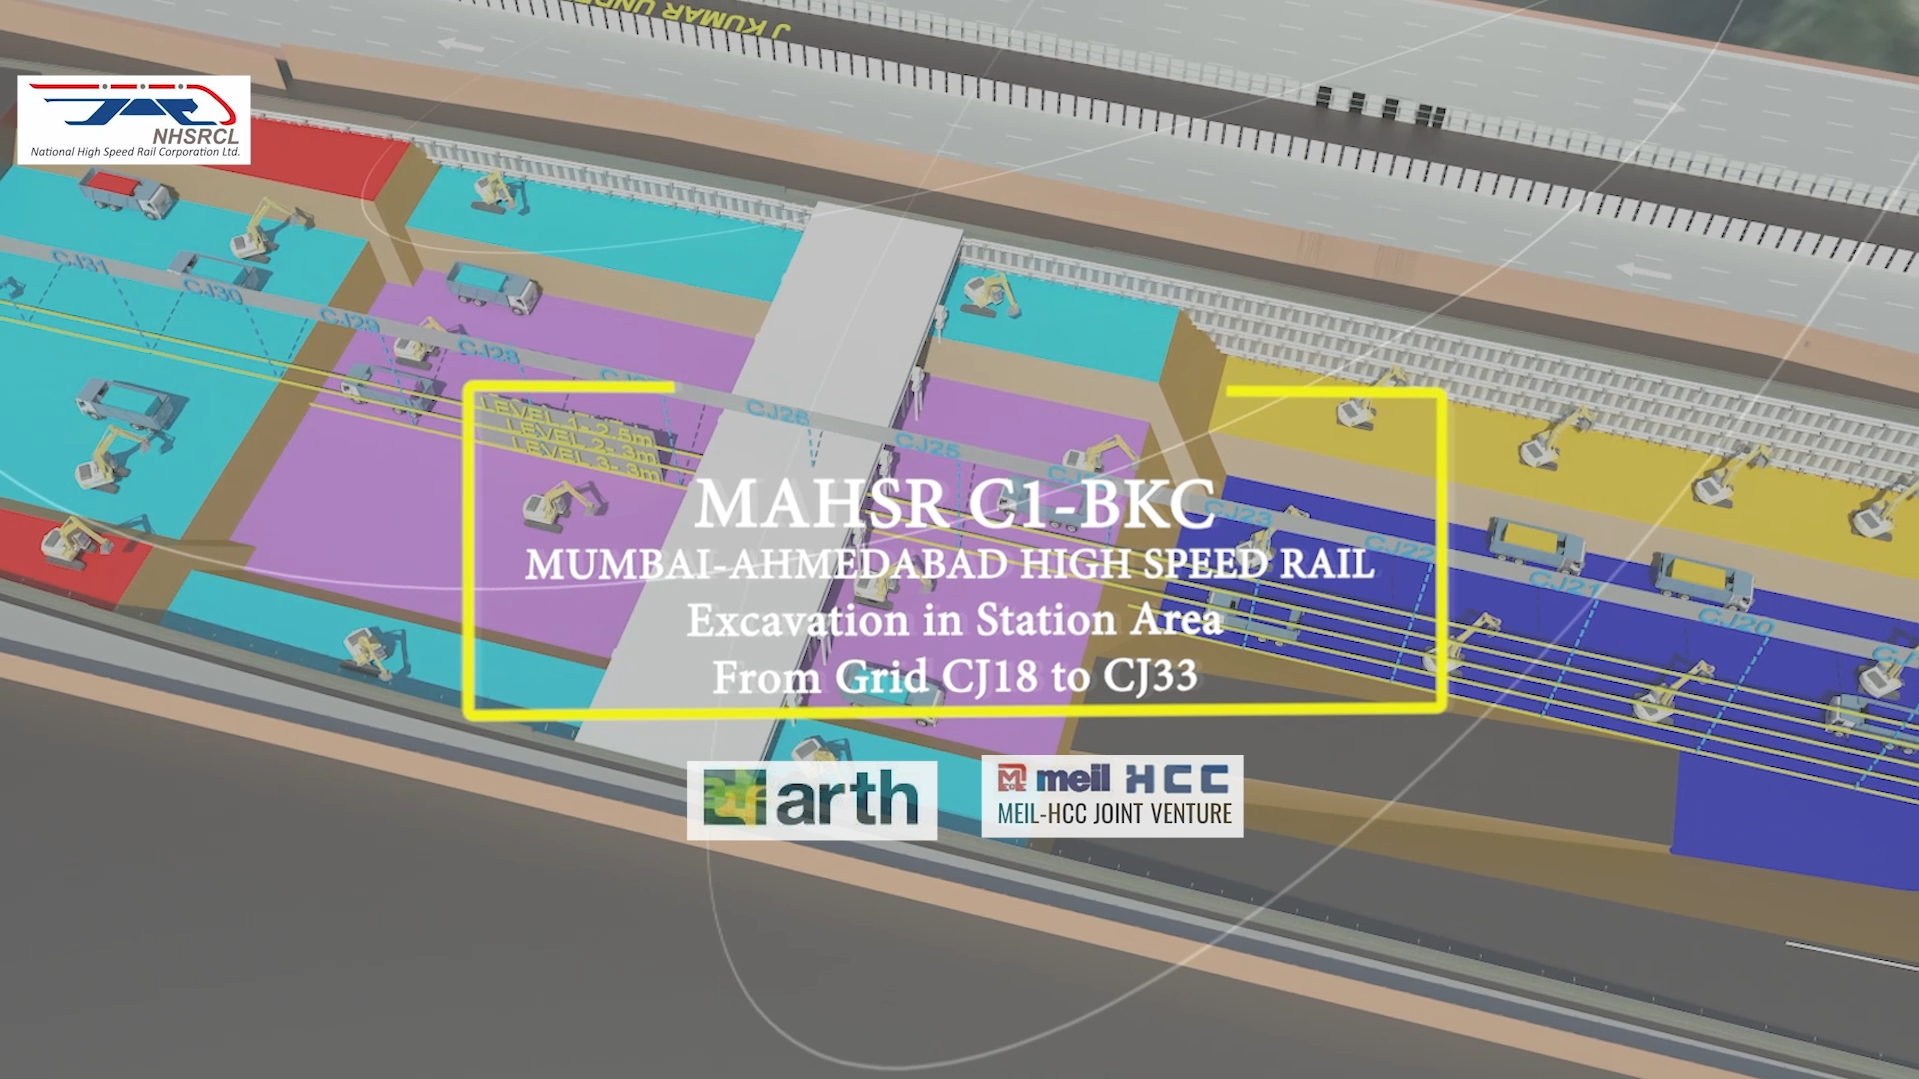 J KUMAR
NHSRCL
National High Speed Rail Corporation Ltd.
CJ31
CJ30
CJ29
CJ28
CJ26
CJ25
CJ23
CJ22
CJ21
CJ20
LEVEL 1- 2.5m
LEVEL 2- 3m
LEVEL 3- 3m
MAHSR C1-BKC
MUMBAI-AHMEDABAD HIGH SPEED RAIL
Excavation in Station Area
From Grid CJ18 to CJ33
arth
meil HCC
MEIL-HCC JOINT VENTURE